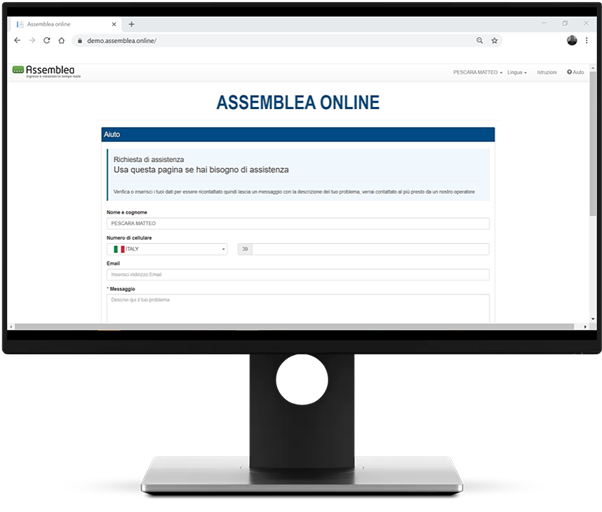 Assemblea online
demo.assemblea.online/
Assemblea
PESCARA MATTEO Lingua Istruzioni Aiuto
ASSEMBLEA ONLINE
Aiuto
Richiesta di assistenza
Usa questa pagina se hai bisogno di assistenza
Verifica o inserisci i tuoi dati per essere ricontattato quindi lascia un messaggio con la descrizione del tuo problema, verrai contattato al più presto da un nostro operatore
Nome e cognome
PESCARA MATTEO
Numero di cellulare
ITALY 39
Email
Inserisci indirizzo Email
* Messaggio
Descrivi qui il tuo problema